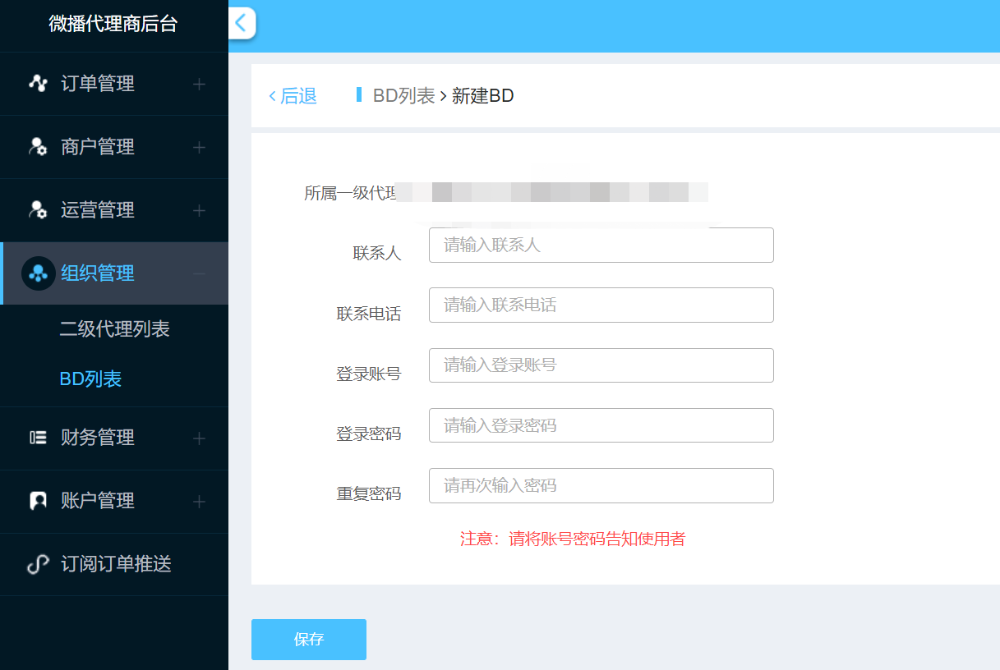 微播代理商后台
订单管理
商户管理
运营管理
组织管理
二级代理列表
BD列表
财务管理
账户管理
订阅订单推送
后退
BD列表 > 新建BD
所属一级代理
联系人 请输入联系人
联系电话 请输入联系电话
登录账号 请输入登录账号
登录密码 请输入登录密码
重复密码 请再次输入密码
注意：请将账号密码告知使用者
保存